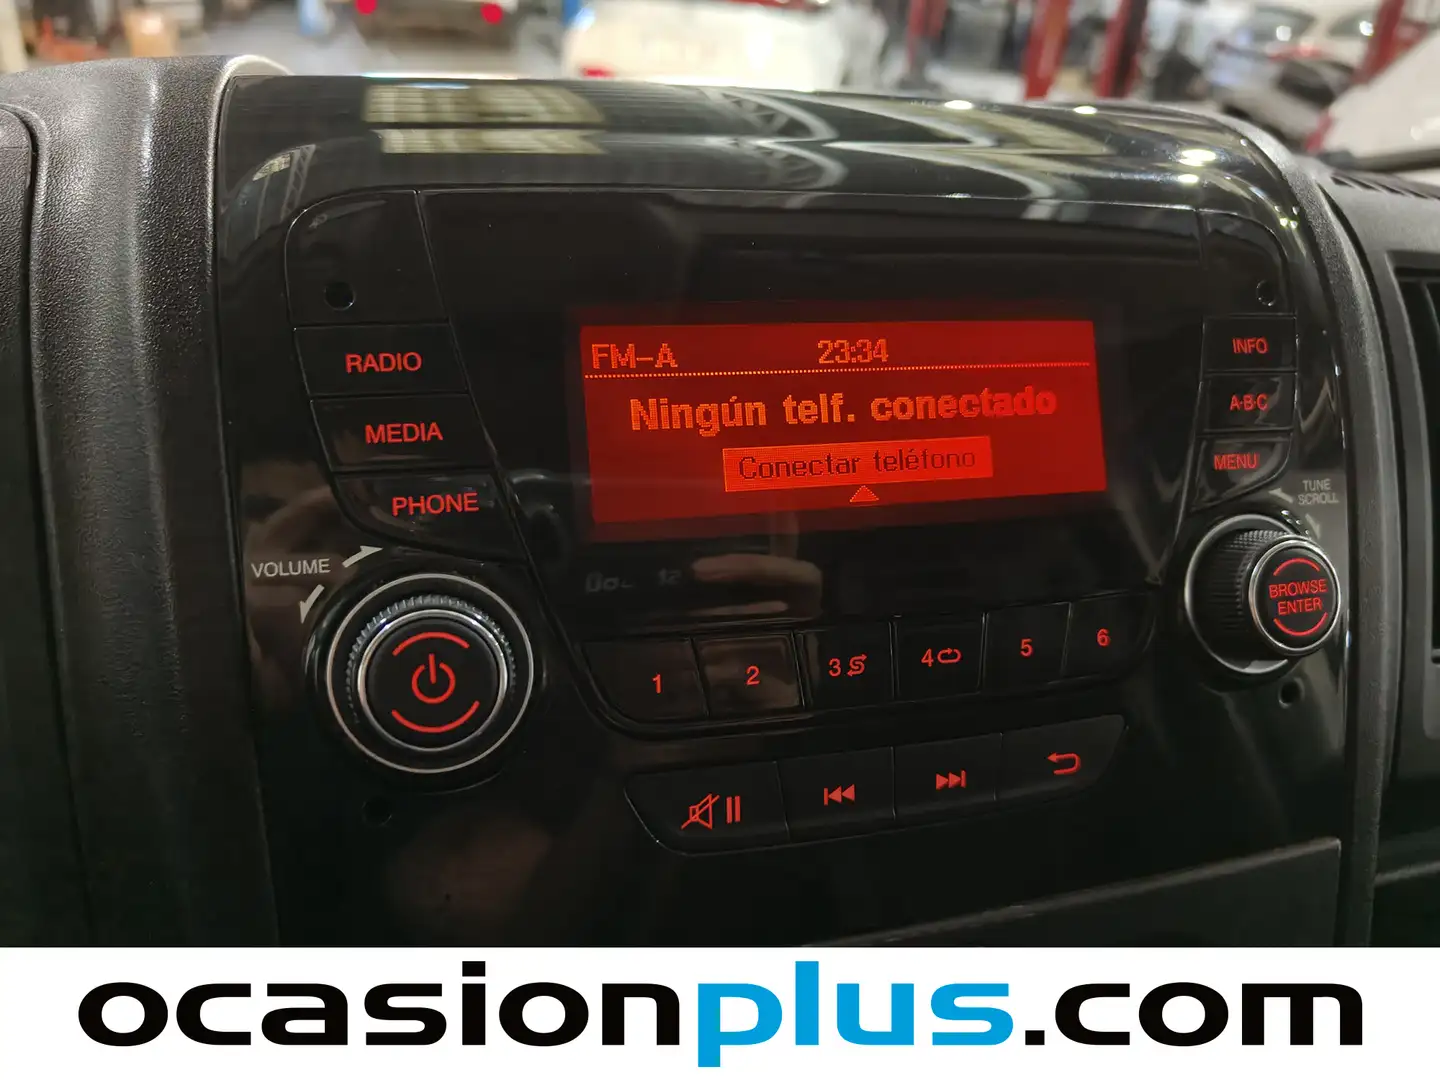 FM-A 23:34
Ningún telf. conectado
Conectar teléfono
RADIO
MEDIA
PHONE
VOLUME
INFO
A·B·C
MENU
TUNE
SCROLL
BROWSE
ENTER
1 2 3 4 5 6
ocasionplus.com